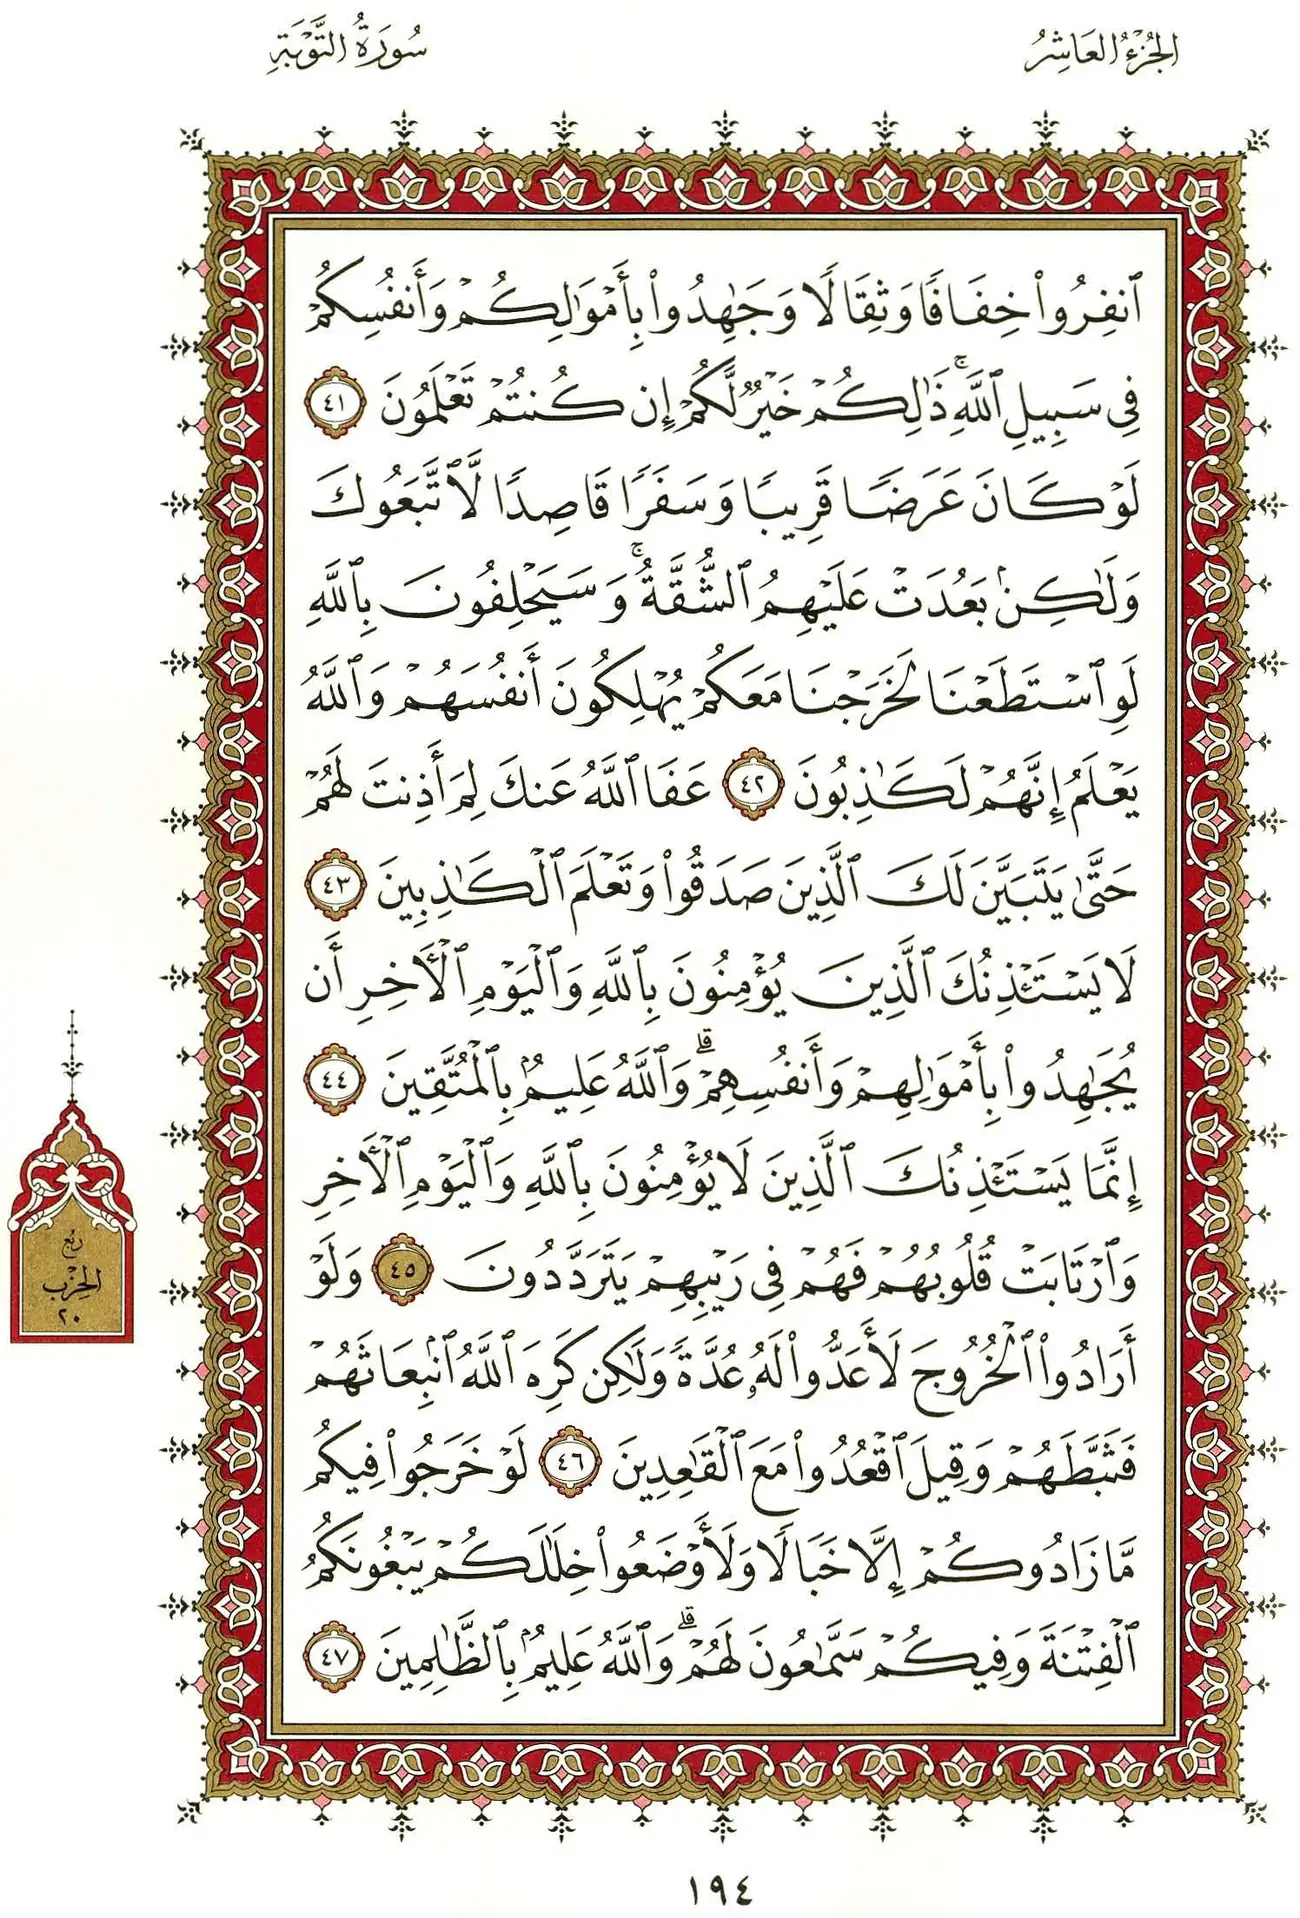 الجُزْءُ العَاشِرُ
سُورَةُ التَّوْبَةِ
ٱنفِرُوا۟ خِفَافًا وَثِقَالًا وَجَـٰهِدُوا۟ بِأَمْوَٰلِكُمْ وَأَنفُسِكُمْ
فِى سَبِيلِ ٱللَّهِۚ ذَٰلِكُمْ خَيْرٌ لَّكُمْ إِن كُنتُمْ تَعْلَمُونَ ٤١
لَوْ كَانَ عَرَضًا قَرِيبًا وَسَفَرًا قَاصِدًا لَّٱتَّبَعُوكَ
وَلَـٰكِنۢ بَعُدَتْ عَلَيْهِمُ ٱلشُّقَّةُۚ وَسَيَحْلِفُونَ بِٱللَّهِ
لَوِ ٱسْتَطَعْنَا لَخَرَجْنَا مَعَكُمْ يُهْلِكُونَ أَنفُسَهُمْ وَٱللَّهُ
يَعْلَمُ إِنَّهُمْ لَكَـٰذِبُونَ ٤٢ عَفَا ٱللَّهُ عَنكَ لِمَ أَذِنتَ لَهُمْ
حَتَّىٰ يَتَبَيَّنَ لَكَ ٱلَّذِينَ صَدَقُوا۟ وَتَعْلَمَ ٱلْكَـٰذِبِينَ ٤٣
لَا يَسْتَـْٔذِنُكَ ٱلَّذِينَ يُؤْمِنُونَ بِٱللَّهِ وَٱلْيَوْمِ ٱلْـَٔاخِرِ أَن
يُجَـٰهِدُوا۟ بِأَمْوَٰلِهِمْ وَأَنفُسِهِمْۗ وَٱللَّهُ عَلِيمٌۢ بِٱلْمُتَّقِينَ ٤٤
إِنَّمَا يَسْتَـْٔذِنُكَ ٱلَّذِينَ لَا يُؤْمِنُونَ بِٱللَّهِ وَٱلْيَوْمِ ٱلْـَٔاخِرِ
وَٱرْتَابَتْ قُلُوبُهُمْ فَهُمْ فِى رَيْبِهِمْ يَتَرَدَّدُونَ ٤٥ وَلَوْ
أَرَادُوا۟ ٱلْخُرُوجَ لَأَعَدُّوا۟ لَهُۥ عُدَّةً وَلَـٰكِن كَرِهَ ٱللَّهُ ٱنۢبِعَاثَهُمْ
فَثَبَّطَهُمْ وَقِيلَ ٱقْعُدُوا۟ مَعَ ٱلْقَـٰعِدِينَ ٤٦ لَوْ خَرَجُوا۟ فِيكُم
مَّا زَادُوكُمْ إِلَّا خَبَالًا وَلَأَوْضَعُوا۟ خِلَـٰلَكُمْ يَبْغُونَكُمُ
ٱلْفِتْنَةَ وَفِيكُمْ سَمَّـٰعُونَ لَهُمْۗ وَٱللَّهُ عَلِيمٌۢ بِٱلظَّـٰلِمِينَ ٤٧
رُبْع
الحِزْب
٢٠
١٩٤